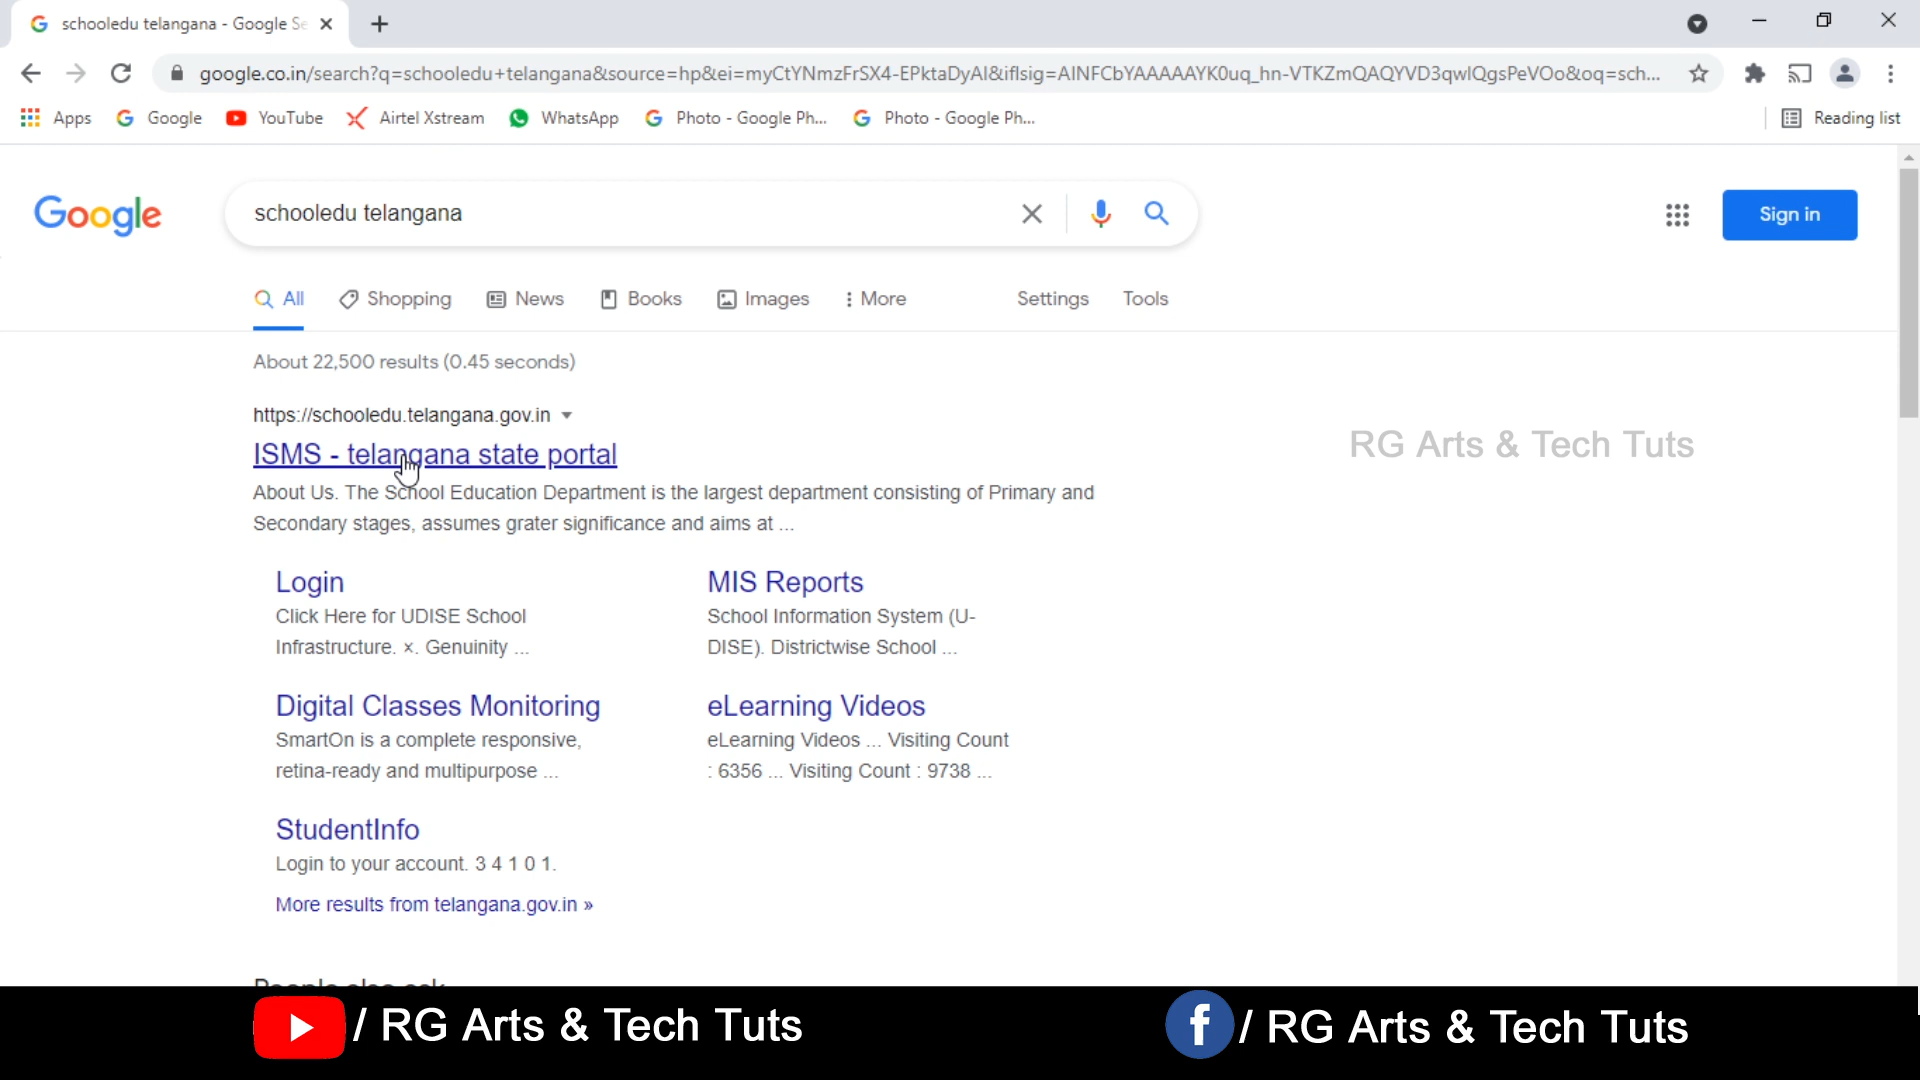 schooledu telangana - Google Se
google.co.in/search?q=schooledu+telangana&source=hp&ei=myCtYNmzFrSX4-EPktaDyAI&iflsig=AINFCbYAAAAAYK0uq_hn-VTKZmQAQYVD3qwIQgsPeVOo&oq=sch...
Apps Google YouTube Airtel Xstream WhatsApp Photo - Google Ph... Photo - Google Ph... Reading list
Google schooledu telangana Sign in
All Shopping News Books Images More Settings Tools
About 22,500 results (0.45 seconds)
https://schooledu.telangana.gov.in
ISMS - telangana state portal
RG Arts & Tech Tuts
About Us. The School Education Department is the largest department consisting of Primary and
Secondary stages, assumes grater significance and aims at ...
Login
Click Here for UDISE School
Infrastructure. ×. Genuinity ...
MIS Reports
School Information System (U-
DISE). Districtwise School ...
Digital Classes Monitoring
SmartOn is a complete responsive,
retina-ready and multipurpose ...
eLearning Videos
eLearning Videos ... Visiting Count
: 6356 ... Visiting Count : 9738 ...
StudentInfo
Login to your account. 3 4 1 0 1.
More results from telangana.gov.in »
People also ask
/ RG Arts & Tech Tuts
f / RG Arts & Tech Tuts